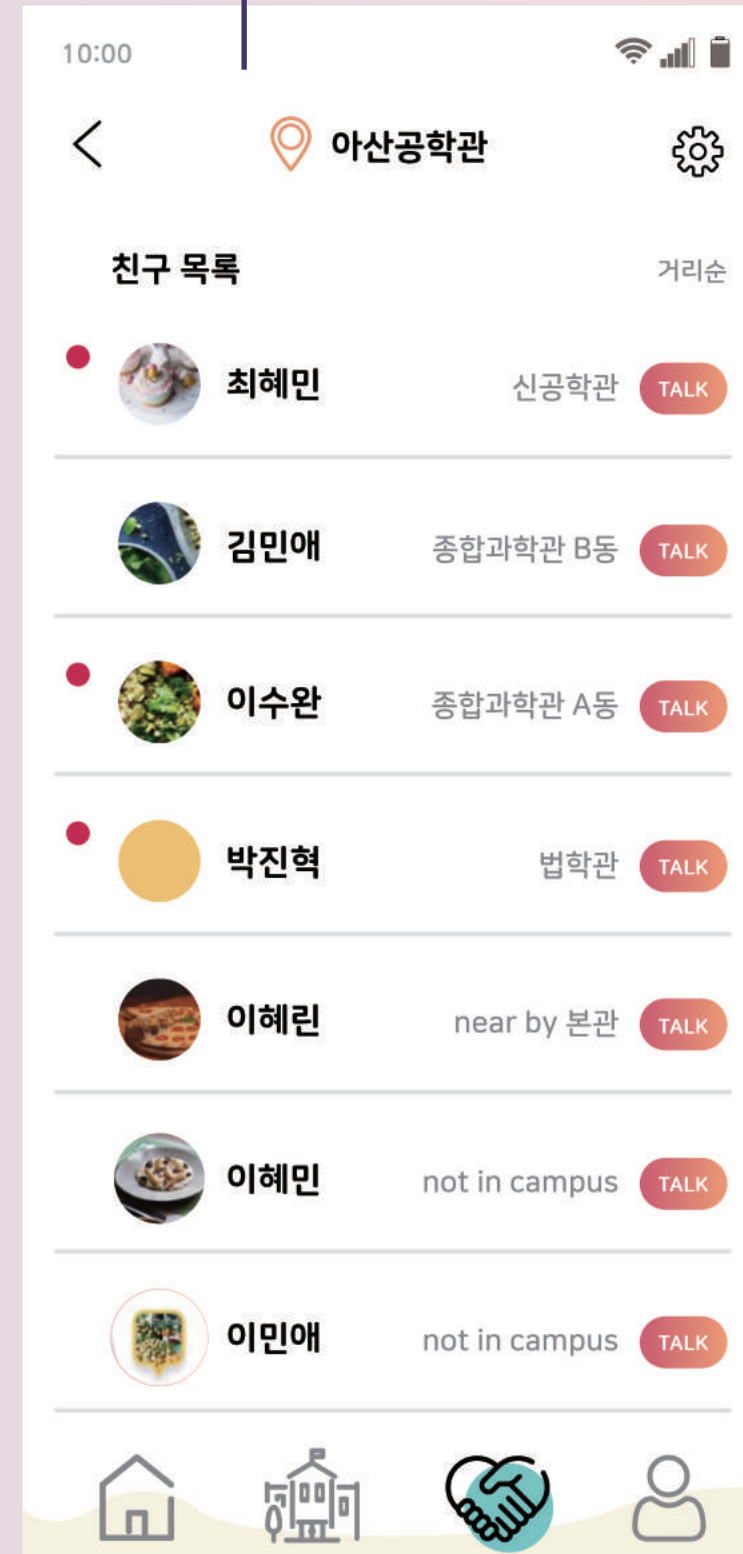 10:00
아산공학관
친구 목록 거리순
최혜민 신공학관 TALK
김민애 종합과학관 B동 TALK
이수완 종합과학관 A동 TALK
박진혁 법학관 TALK
이혜린 near by 본관 TALK
이혜민 not in campus TALK
이민애 not in campus TALK